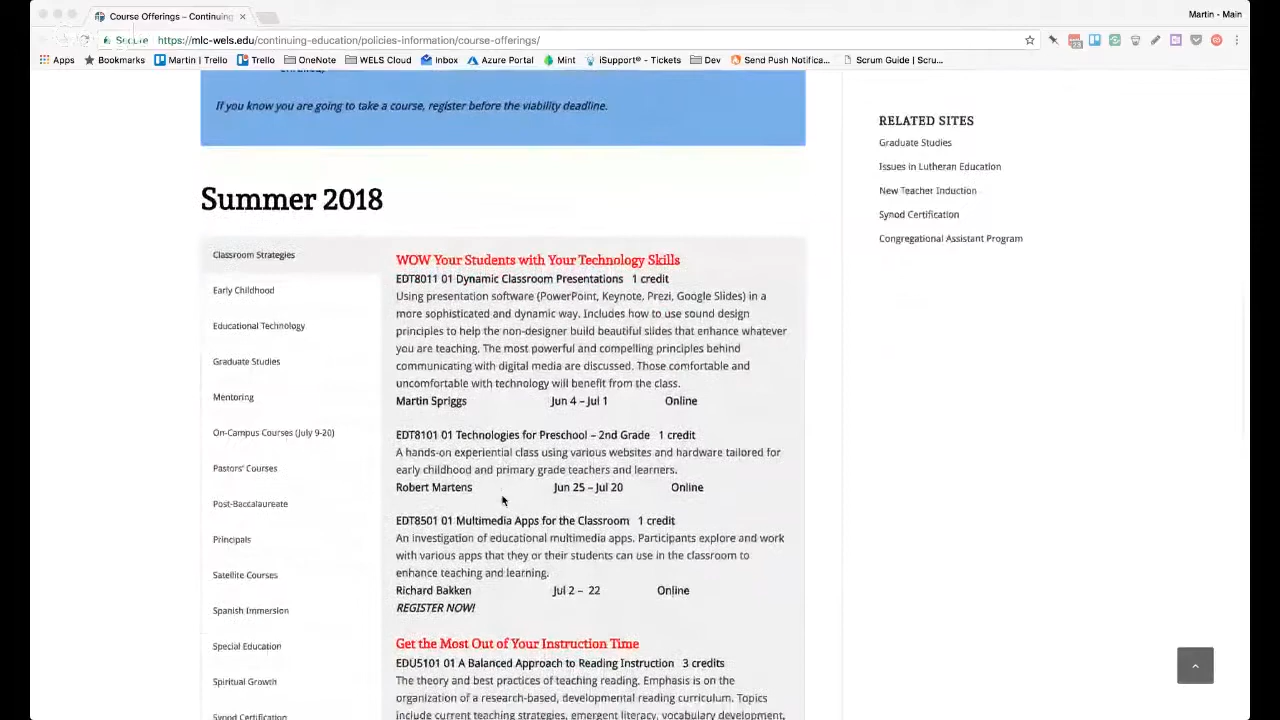 Course Offerings – Continuing
Martin - Main
Secure
https://mlc-wels.edu/continuing-education/policies-information/course-offerings/
Apps
Bookmarks
Martin | Trello
Trello
OneNote
WELS Cloud
Inbox
Azure Portal
Mint
iSupport® - Tickets
Dev
Send Push Notifica...
Scrum Guide | Scru...
If you know you are going to take a course, register before the viability deadline.
RELATED SITES
Graduate Studies
Issues in Lutheran Education
New Teacher Induction
Synod Certification
Congregational Assistant Program
Summer 2018
Classroom Strategies
Early Childhood
Educational Technology
Graduate Studies
Mentoring
On-Campus Courses (July 9-20)
Pastors' Courses
Post-Baccalaureate
Principals
Satellite Courses
Spanish Immersion
Special Education
Spiritual Growth
Synod Certification
WOW Your Students with Your Technology Skills
EDT8011 01 Dynamic Classroom Presentations 1 credit
Using presentation software (PowerPoint, Keynote, Prezi, Google Slides) in a
more sophisticated and dynamic way. Includes how to use sound design
principles to help the non-designer build beautiful slides that enhance whatever
you are teaching. The most powerful and compelling principles behind
communicating with digital media are discussed. Those comfortable and
uncomfortable with technology will benefit from the class.
Martin Spriggs Jun 4 – Jul 1 Online
EDT8101 01 Technologies for Preschool – 2nd Grade 1 credit
A hands-on experiential class using various websites and hardware tailored for
early childhood and primary grade teachers and learners.
Robert Martens Jun 25 – Jul 20 Online
EDT8501 01 Multimedia Apps for the Classroom 1 credit
An investigation of educational multimedia apps. Participants explore and work
with various apps that they or their students can use in the classroom to
enhance teaching and learning.
Richard Bakken Jul 2 – 22 Online
REGISTER NOW!
Get the Most Out of Your Instruction Time
EDU5101 01 A Balanced Approach to Reading Instruction 3 credits
The theory and best practices of teaching reading. Emphasis is on the
organization of a research-based, developmental reading curriculum. Topics
include current teaching strategies, emergent literacy, vocabulary development,